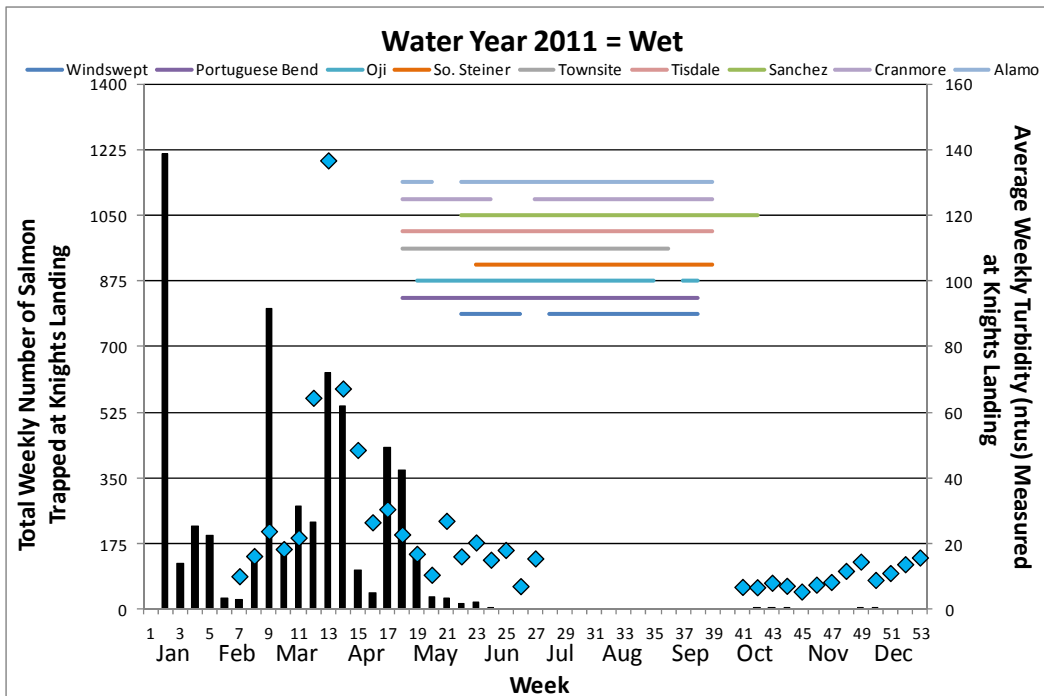 Water Year 2011 = Wet
Windswept Portuguese Bend Oji So. Steiner Townsite Tisdale Sanchez Cranmore Alamo
Total Weekly Number of Salmon
Trapped at Knights Landing
1400
1225
1050
875
700
525
350
175
0
160
140
120
100
80
60
40
20
0
Average Weekly Turbidity (ntus) Measured
at Knights Landing
1 3 5 7 9 11 13 15 17 19 21 23 25 27 29 31 33 35 37 39 41 43 45 47 49 51 53
Jan Feb Mar Apr May Jun Jul Aug Sep Oct Nov Dec
Week